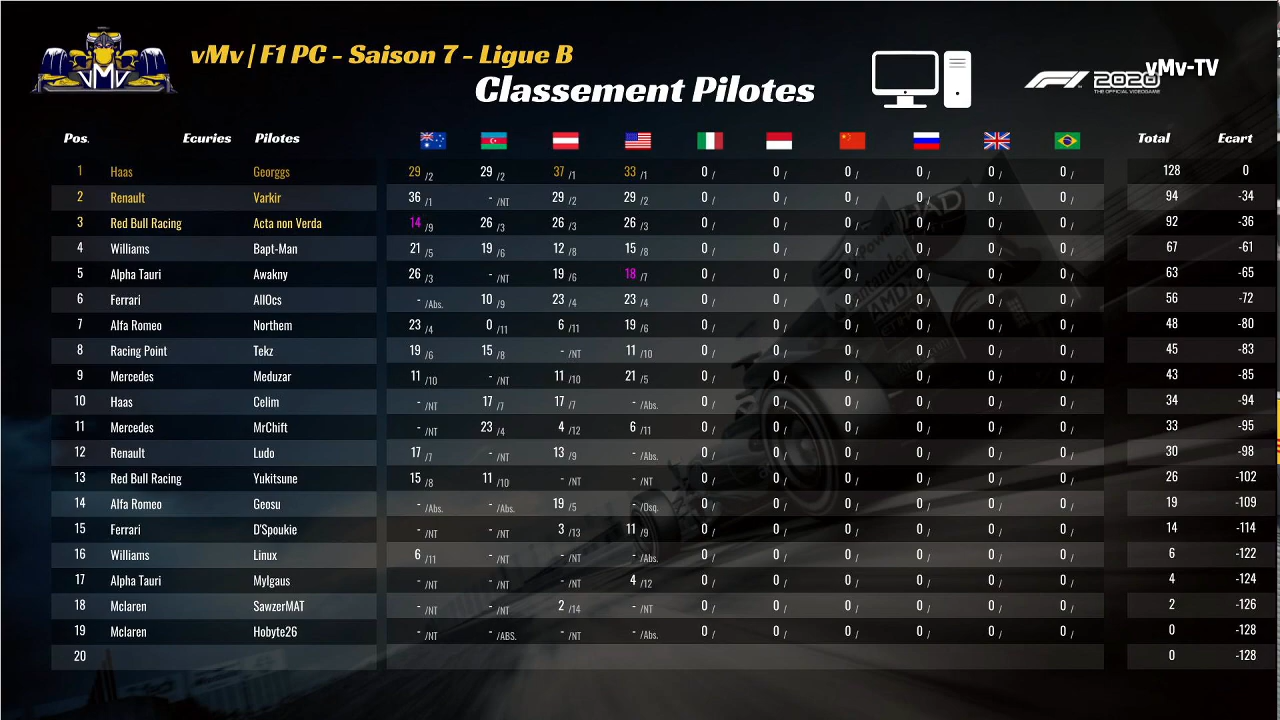 vMv | F1 PC - Saison 7 - Ligue B
Classement Pilotes
vMv
F1 2020
THE OFFICIAL VIDEOGAME
vMv-TV
Pos. Ecuries Pilotes Total Ecart
1 Haas Georggs 29 /2 29 /2 37 /1 33 /1 0 / 0 / 0 / 0 / 0 / 0 / 128 0
2 Renault Varkir 36 /1 - /NT 29 /2 29 /2 0 / 0 / 0 / 0 / 0 / 0 / 94 -34
3 Red Bull Racing Acta non Verda 14 /9 26 /3 26 /3 26 /3 0 / 0 / 0 / 0 / 0 / 0 / 92 -36
4 Williams Bapt-Man 21 /5 19 /6 12 /8 15 /8 0 / 0 / 0 / 0 / 0 / 0 / 67 -61
5 Alpha Tauri Awakny 26 /3 - /NT 19 /6 18 /7 0 / 0 / 0 / 0 / 0 / 0 / 63 -65
6 Ferrari AllOcs - /Abs. 10 /9 23 /4 23 /4 0 / 0 / 0 / 0 / 0 / 0 / 56 -72
7 Alfa Romeo Northem 23 /4 0 /11 6 /11 19 /6 0 / 0 / 0 / 0 / 0 / 0 / 48 -80
8 Racing Point Tekz 19 /6 15 /8 - /NT 11 /10 0 / 0 / 0 / 0 / 0 / 0 / 45 -83
9 Mercedes Meduzar 11 /10 - /NT 11 /10 21 /5 0 / 0 / 0 / 0 / 0 / 0 / 43 -85
10 Haas Celim - /NT 17 /7 17 /7 - /Abs. 0 / 0 / 0 / 0 / 0 / 0 / 34 -94
11 Mercedes MrChift - /NT 23 /4 4 /12 6 /11 0 / 0 / 0 / 0 / 0 / 0 / 33 -95
12 Renault Ludo 17 /7 - /NT 13 /9 - /Abs. 0 / 0 / 0 / 0 / 0 / 0 / 30 -98
13 Red Bull Racing Yukitsune 15 /8 11 /10 - /NT - /NT 0 / 0 / 0 / 0 / 0 / 0 / 26 -102
14 Alfa Romeo Geosu - /Abs. - /Abs. 19 /5 - /Dsq. 0 / 0 / 0 / 0 / 0 / 0 / 19 -109
15 Ferrari D'Spoukie - /NT - /NT 3 /13 11 /9 0 / 0 / 0 / 0 / 0 / 0 / 14 -114
16 Williams Linux 6 /11 - /NT - /NT - /Abs. 0 / 0 / 0 / 0 / 0 / 0 / 6 -122
17 Alpha Tauri Mylgaus - /NT - /NT - /NT 4 /12 0 / 0 / 0 / 0 / 0 / 0 / 4 -124
18 Mclaren SawzerMAT - /NT - /NT 2 /14 - /NT 0 / 0 / 0 / 0 / 0 / 0 / 2 -126
19 Mclaren Hobyte26 - /NT - /ABS. - /NT - /Abs. 0 / 0 / 0 / 0 / 0 / 0 / 0 -128
20 0 -128